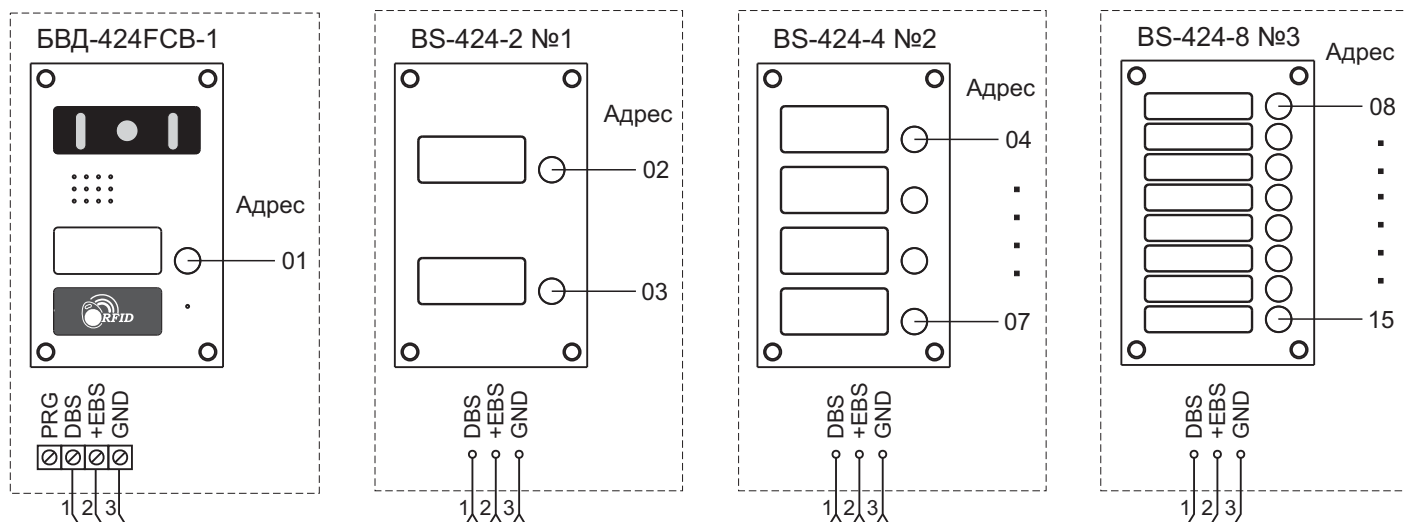 БВД-424FCB-1
Адрес
01
RFID
PRG
DBS
+EBS
GND
1 2 3
BS-424-2 №1
Адрес
02
03
DBS
+EBS
GND
1 2 3
BS-424-4 №2
Адрес
04
07
DBS
+EBS
GND
1 2 3
BS-424-8 №3
Адрес
08
15
DBS
+EBS
GND
1 2 3